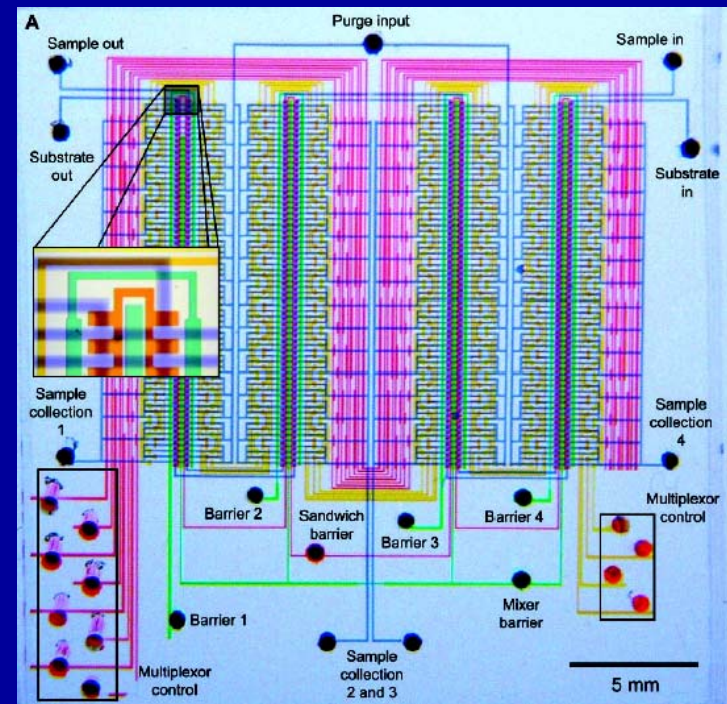 A
Purge input
Sample out
Sample in
Substrate
out
Substrate
in
Sample
collection
1
Sample
collection
4
Multiplexor
control
Barrier 2
Sandwich
barrier
Barrier 3
Barrier 4
Mixer
barrier
Barrier 1
Multiplexor
control
Sample
collection
2 and 3
5 mm